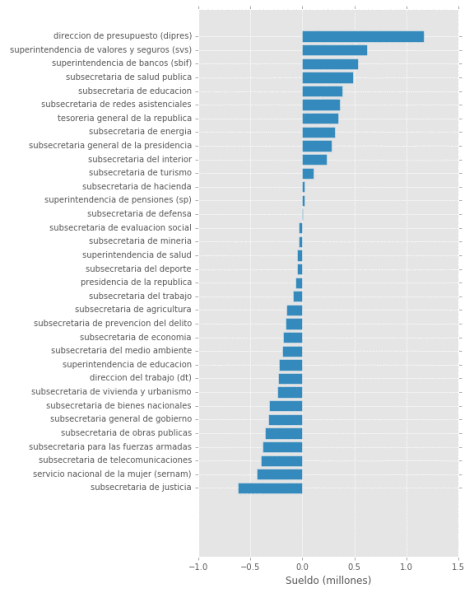 direccion de presupuesto (dipres)
superintendencia de valores y seguros (svs)
superintendencia de bancos (sbif)
subsecretaria de salud publica
subsecretaria de educacion
subsecretaria de redes asistenciales
tesoreria general de la republica
subsecretaria de energia
subsecretaria general de la presidencia
subsecretaria del interior
subsecretaria de turismo
subsecretaria de hacienda
superintendencia de pensiones (sp)
subsecretaria de defensa
subsecretaria de evaluacion social
subsecretaria de mineria
superintendencia de salud
subsecretaria del deporte
presidencia de la republica
subsecretaria del trabajo
subsecretaria de agricultura
subsecretaria de prevencion del delito
subsecretaria de economia
subsecretaria del medio ambiente
superintendencia de educacion
direccion del trabajo (dt)
subsecretaria de vivienda y urbanismo
subsecretaria de bienes nacionales
subsecretaria general de gobierno
subsecretaria de obras publicas
subsecretaria para las fuerzas armadas
subsecretaria de telecomunicaciones
servicio nacional de la mujer (sernam)
subsecretaria de justicia
−1.0 −0.5 0.0 0.5 1.0 1.5
Sueldo (millones)